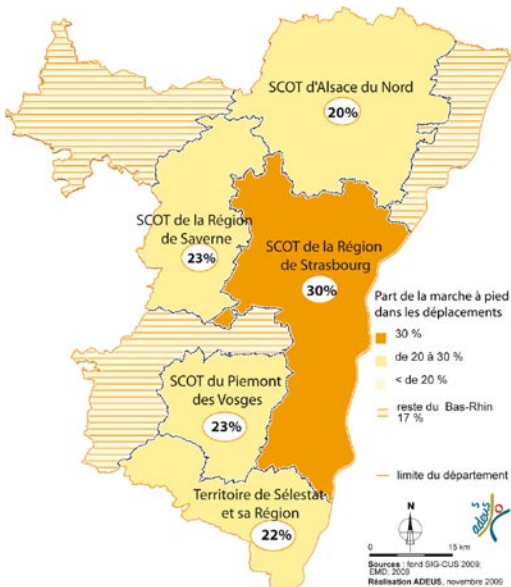 SCOT d'Alsace du Nord
20%
SCOT de la Région
de Saverne
23%
SCOT de la Région
de Strasbourg
30%
SCOT du Piemont
des Vosges
23%
Territoire de Sélestat
et sa Région
22%
Part de la marche à pied
dans les déplacements
30 %
de 20 à 30 %
< de 20 %
reste du Bas-Rhin
17 %
limite du département
N
0 15 km
adeus
Sources : fond SIG-CUS 2009;
EMD; 2009
Réalisation ADEUS, novembre 2009